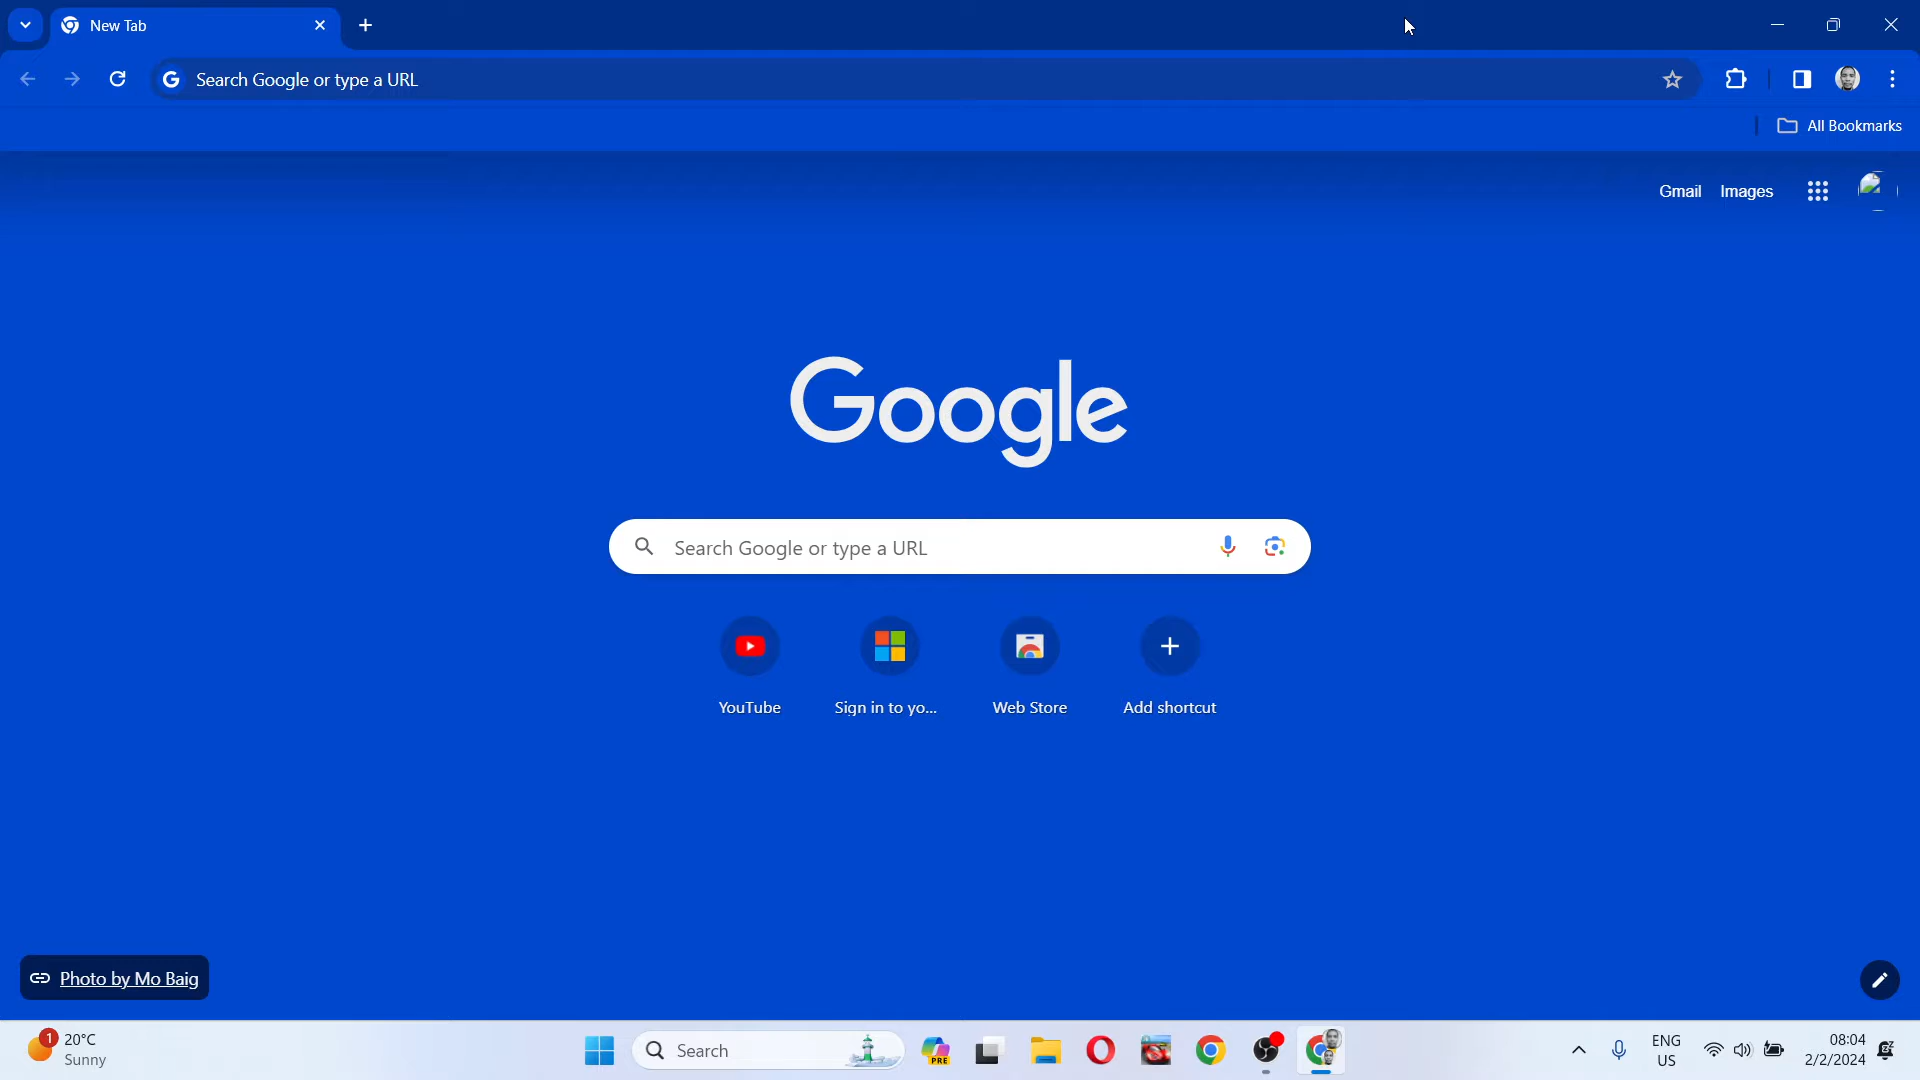 New Tab
Search Google or type a URL
All Bookmarks
Gmail Images
Google
Search Google or type a URL
YouTube Sign in to yo... Web Store Add shortcut
Photo by Mo Baig
1 20°C
Sunny
Search
PRE
ENG
US
08:04
2/2/2024